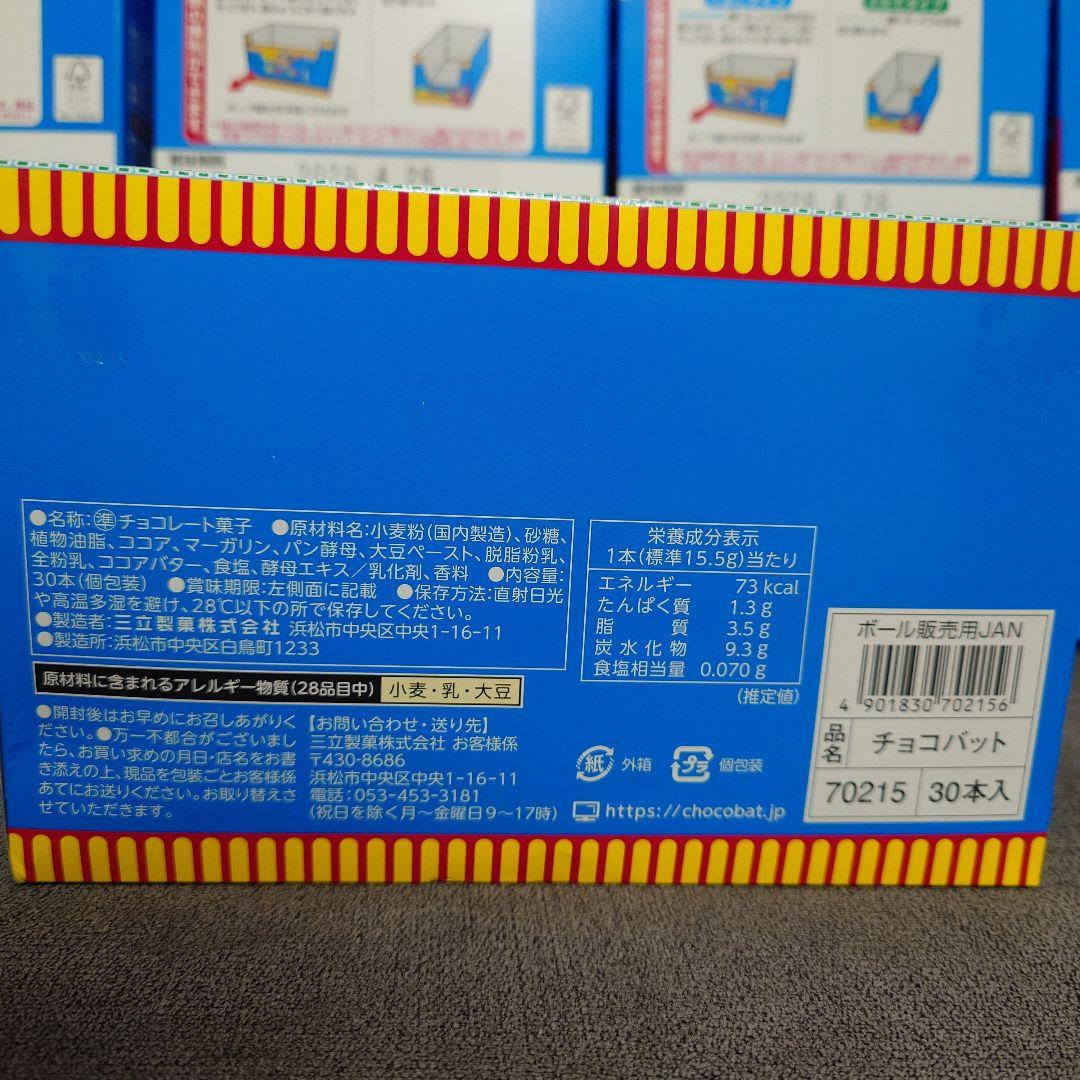 賞味期限
4.26
賞味期限
4.26
●名称:準チョコレート菓子 ●原材料名:小麦粉(国内製造)、砂糖、
植物油脂、ココア、マーガリン、パン酵母、大豆ペースト、脱脂粉乳、
全粉乳、ココアバター、食塩、酵母エキス/乳化剤、香料 ●内容量:
30本(個包装) ●賞味期限:左側面に記載 ●保存方法:直射日光
や高温多湿を避け、28℃以下の所で保存してください。
●製造者:三立製菓株式会社 浜松市中央区中央1-16-11
●製造所:浜松市中央区白鳥町1233
原材料に含まれるアレルギー物質(28品目中) 小麦・乳・大豆
●開封後はお早めにお召しあがりく
ださい。●万一不都合がございまし
たら、お買い求めの月日・店名をお書
き添えの上、現品を包装ごとお客様係
あてにお送りください。お取り替えさ
せていただきます。
【お問い合わせ・送り先】
三立製菓株式会社 お客様係
〒430-8686
浜松市中央区中央1-16-11
電話:053-453-3181
(祝日を除く月~金曜日9~17時)
栄養成分表示
1本(標準15.5g)当たり
エネルギー 73 kcal
たんぱく質 1.3 g
脂質 3.5 g
炭水化物 9.3 g
食塩相当量 0.070 g
(推定値)
紙 外箱 プラ 個包装
https://chocobat.jp
ボール販売用JAN
4 901830 702156
品名 チョコバット
70215 30本入